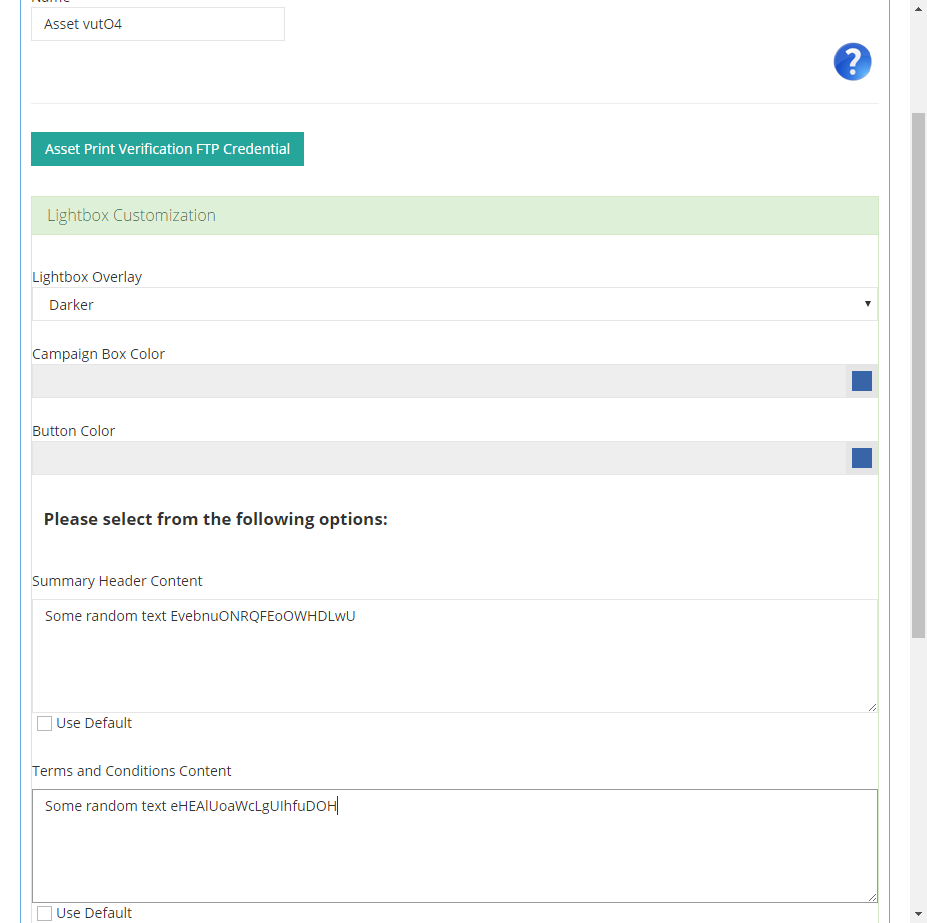 Name
Asset vutO4
?
Asset Print Verification FTP Credential
Lightbox Customization
Lightbox Overlay
Darker
Campaign Box Color
Button Color
Please select from the following options:
Summary Header Content
Some random text EvebnuONRQFEoOWHDLwU
Use Default
Terms and Conditions Content
Some random text eHEAlUoaWcLgUIhfuDOH
Use Default